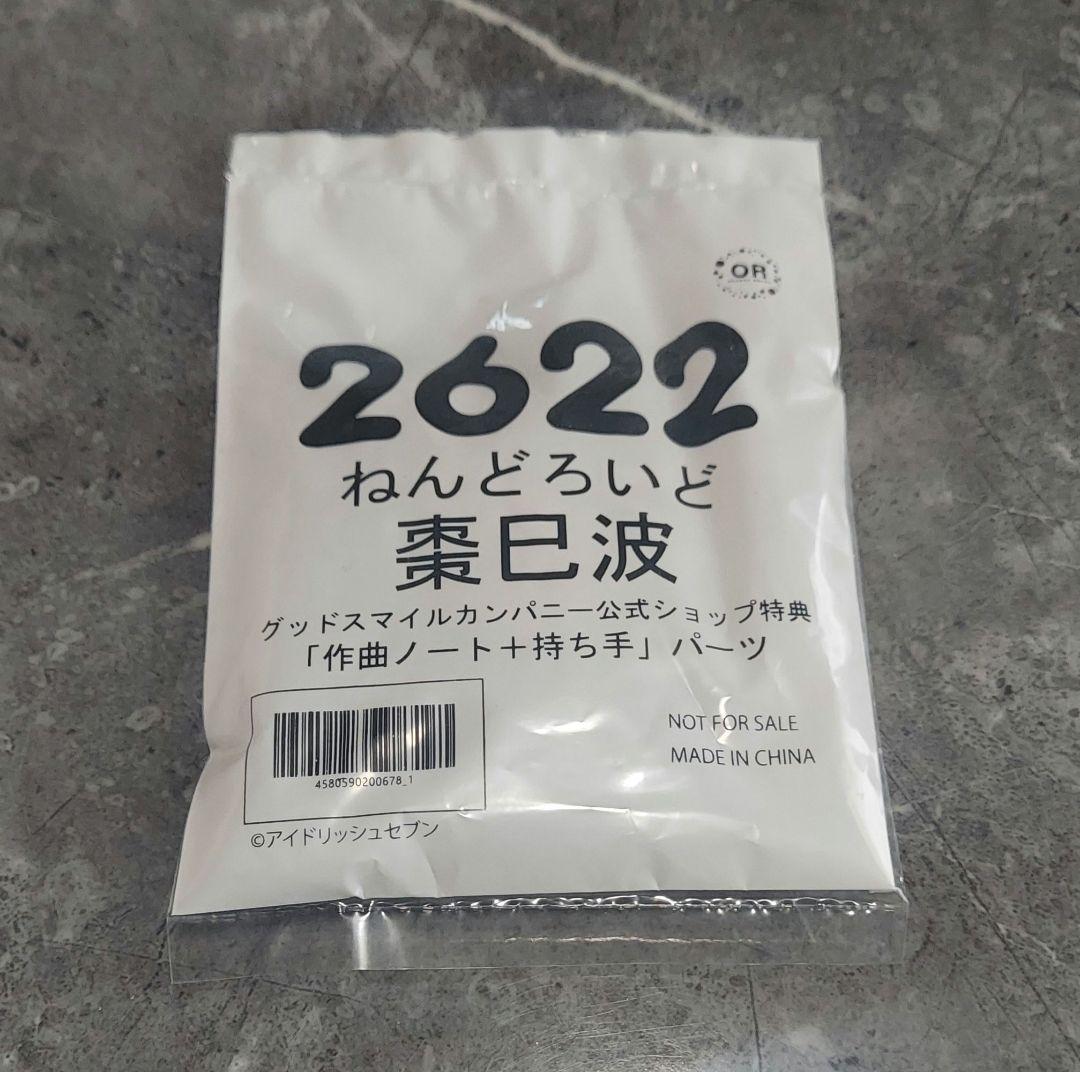 OR
2622
ねんどろいど
棗巳波
グッドスマイルカンパニー公式ショップ特典
「作曲ノート＋持ち手」パーツ
NOT FOR SALE
MADE IN CHINA
4580590200678_1
©アイドリッシュセブン